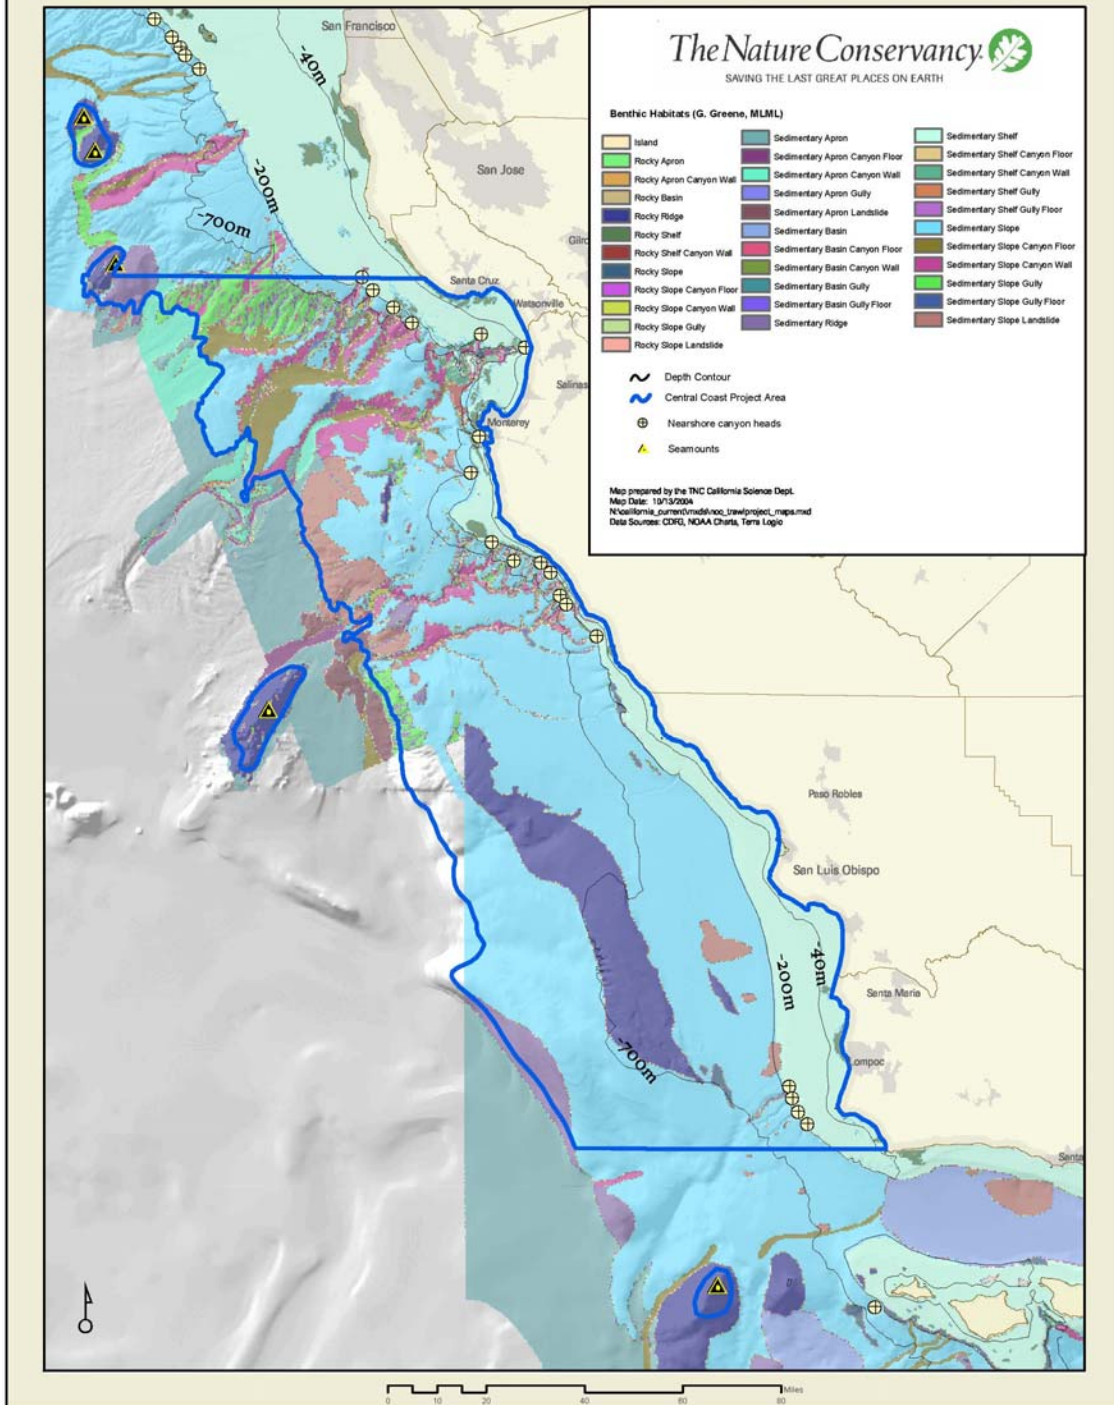 San Francisco
-40m
The Nature Conservancy.
SAVING THE LAST GREAT PLACES ON EARTH
Benthic Habitats (G. Greene, MLML)
Island
Rocky Apron
Rocky Apron Canyon Wall
Rocky Basin
Rocky Ridge
Rocky Shelf
Rocky Shelf Canyon Wall
Rocky Slope
Rocky Slope Canyon Floor
Rocky Slope Canyon Wall
Rocky Slope Gully
Rocky Slope Landslide
Sedimentary Apron
Sedimentary Apron Canyon Floor
Sedimentary Apron Canyon Wall
Sedimentary Apron Gully
Sedimentary Apron Landslide
Sedimentary Basin
Sedimentary Basin Canyon Floor
Sedimentary Basin Canyon Wall
Sedimentary Basin Gully
Sedimentary Basin Gully Floor
Sedimentary Ridge
Sedimentary Shelf
Sedimentary Shelf Canyon Floor
Sedimentary Shelf Canyon Wall
Sedimentary Shelf Gully
Sedimentary Shelf Gully Floor
Sedimentary Slope
Sedimentary Slope Canyon Floor
Sedimentary Slope Canyon Wall
Sedimentary Slope Gully
Sedimentary Slope Gully Floor
Sedimentary Slope Landslide
Depth Contour
Central Coast Project Area
Nearshore canyon heads
Seamounts
Map prepared by the TNC California Science Dept.
Map Date: 10/13/2004
Data Sources: CDFG, NOAA Charts, Terra Logic
San Jose
-200m
-700m
Gilro
Santa Cruz
Watsonville
Salinas
Monterey
Paso Robles
San Luis Obispo
-40m
-200m
Santa Maria
-700m
ompoc
Santa
Miles
0 10 20 40 60 80